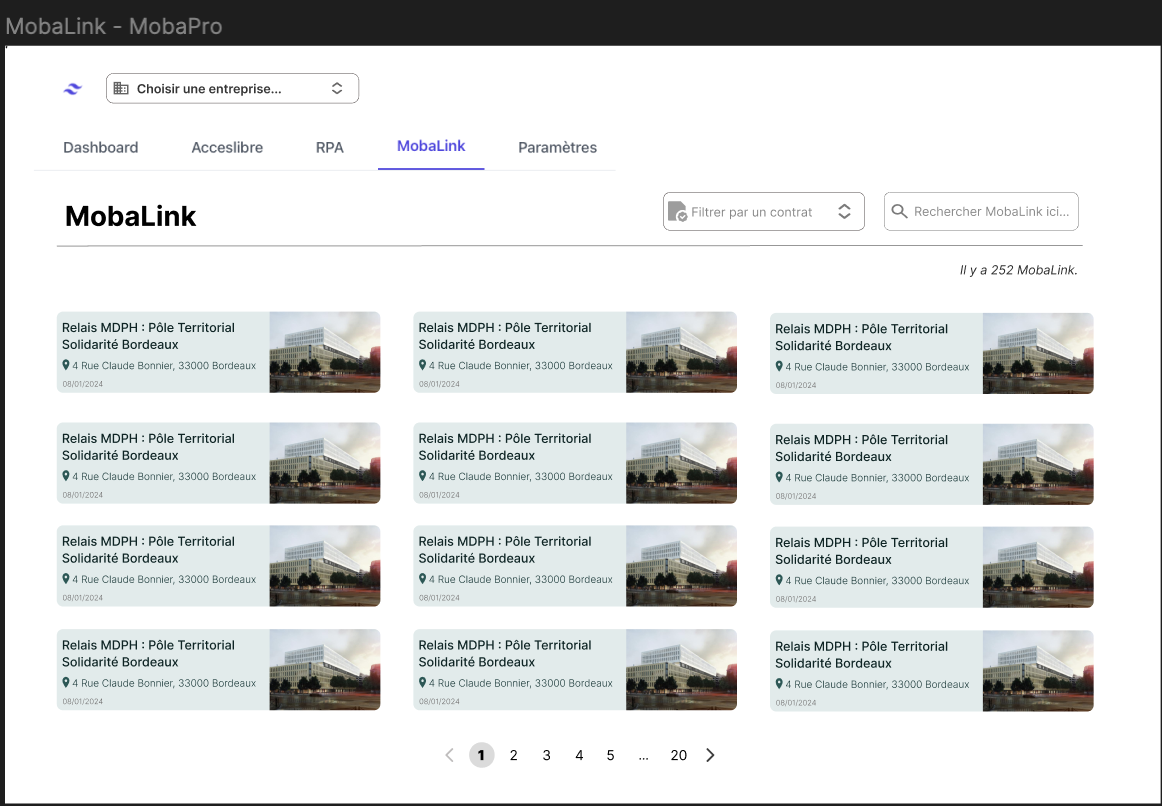 MobaLink - MobaPro
Choisir une entreprise...
Dashboard Acceslibre RPA MobaLink Paramètres
MobaLink
Filtrer par un contrat
Rechercher MobaLink ici...
Il y a 252 MobaLink.
Relais MDPH : Pôle Territorial
Solidarité Bordeaux
4 Rue Claude Bonnier, 33000 Bordeaux
08/01/2024
Relais MDPH : Pôle Territorial
Solidarité Bordeaux
4 Rue Claude Bonnier, 33000 Bordeaux
08/01/2024
Relais MDPH : Pôle Territorial
Solidarité Bordeaux
4 Rue Claude Bonnier, 33000 Bordeaux
08/01/2024
Relais MDPH : Pôle Territorial
Solidarité Bordeaux
4 Rue Claude Bonnier, 33000 Bordeaux
08/01/2024
Relais MDPH : Pôle Territorial
Solidarité Bordeaux
4 Rue Claude Bonnier, 33000 Bordeaux
08/01/2024
Relais MDPH : Pôle Territorial
Solidarité Bordeaux
4 Rue Claude Bonnier, 33000 Bordeaux
08/01/2024
Relais MDPH : Pôle Territorial
Solidarité Bordeaux
4 Rue Claude Bonnier, 33000 Bordeaux
08/01/2024
Relais MDPH : Pôle Territorial
Solidarité Bordeaux
4 Rue Claude Bonnier, 33000 Bordeaux
08/01/2024
Relais MDPH : Pôle Territorial
Solidarité Bordeaux
4 Rue Claude Bonnier, 33000 Bordeaux
08/01/2024
Relais MDPH : Pôle Territorial
Solidarité Bordeaux
4 Rue Claude Bonnier, 33000 Bordeaux
08/01/2024
Relais MDPH : Pôle Territorial
Solidarité Bordeaux
4 Rue Claude Bonnier, 33000 Bordeaux
08/01/2024
Relais MDPH : Pôle Territorial
Solidarité Bordeaux
4 Rue Claude Bonnier, 33000 Bordeaux
08/01/2024
1 2 3 4 5 ... 20